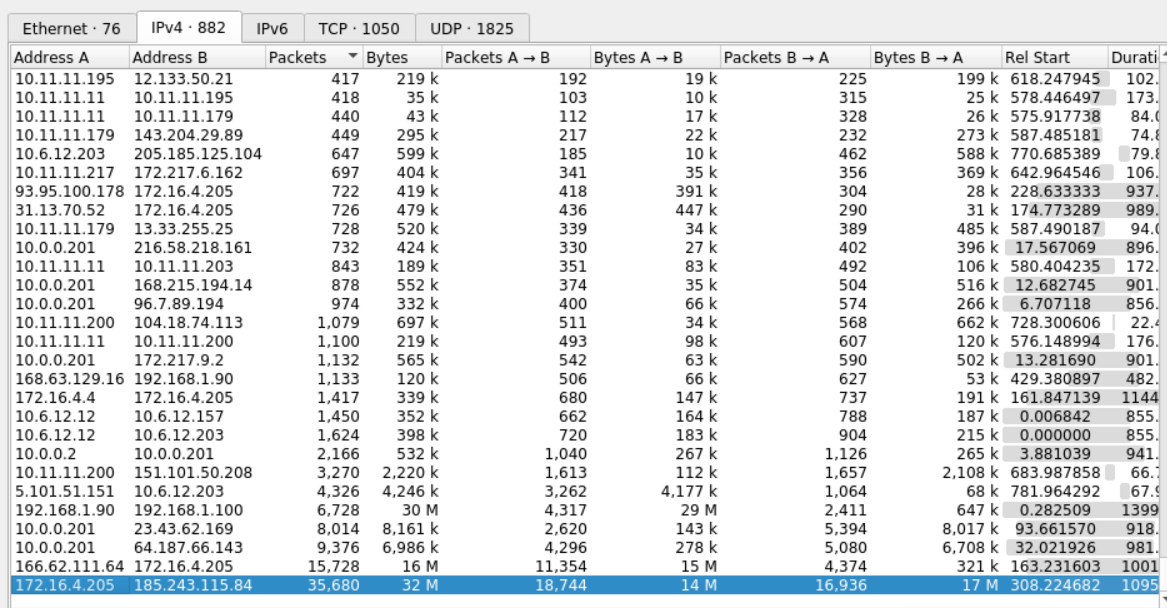 Ethernet · 76 IPv4 · 882 IPv6 TCP · 1050 UDP · 1825
Address A Address B Packets Bytes Packets A → B Bytes A → B Packets B → A Bytes B → A Rel Start Durati
10.11.11.195 12.133.50.21 417 219 k 192 19 k 225 199 k 618.247945 102.
10.11.11.11 10.11.11.195 418 35 k 103 10 k 315 25 k 578.446497 173.
10.11.11.11 10.11.11.179 440 43 k 112 17 k 328 26 k 575.917738 84.0
10.11.11.179 143.204.29.89 449 295 k 217 22 k 232 273 k 587.485181 74.8
10.6.12.203 205.185.125.104 647 599 k 185 10 k 462 588 k 770.685389 79.8
10.11.11.217 172.217.6.162 697 404 k 341 35 k 356 369 k 642.964546 106.
93.95.100.178 172.16.4.205 722 419 k 418 391 k 304 28 k 228.633333 937.
31.13.70.52 172.16.4.205 726 479 k 436 447 k 290 31 k 174.773289 989.
10.11.11.179 13.33.255.25 728 520 k 339 34 k 389 485 k 587.490187 94.0
10.0.0.201 216.58.218.161 732 424 k 330 27 k 402 396 k 17.567069 896.
10.11.11.11 10.11.11.203 843 189 k 351 83 k 492 106 k 580.404235 172.
10.0.0.201 168.215.194.14 878 552 k 374 35 k 504 516 k 12.682745 901.
10.0.0.201 96.7.89.194 974 332 k 400 66 k 574 266 k 6.707118 856.
10.11.11.200 104.18.74.113 1,079 697 k 511 34 k 568 662 k 728.300606 22.4
10.11.11.11 10.11.11.200 1,100 219 k 493 98 k 607 120 k 576.148994 176.
10.0.0.201 172.217.9.2 1,132 565 k 542 63 k 590 502 k 13.281690 901.
168.63.129.16 192.168.1.90 1,133 120 k 506 66 k 627 53 k 429.380897 482.
172.16.4.4 172.16.4.205 1,417 339 k 680 147 k 737 191 k 161.847139 1144
10.6.12.12 10.6.12.157 1,450 352 k 662 164 k 788 187 k 0.006842 855.
10.6.12.12 10.6.12.203 1,624 398 k 720 183 k 904 215 k 0.000000 855.
10.0.0.2 10.0.0.201 2,166 532 k 1,040 267 k 1,126 265 k 3.881039 941.
10.11.11.200 151.101.50.208 3,270 2,220 k 1,613 112 k 1,657 2,108 k 683.987858 66.7
5.101.51.151 10.6.12.203 4,326 4,246 k 3,262 4,177 k 1,064 68 k 781.964292 67.9
192.168.1.90 192.168.1.100 6,728 30 M 4,317 29 M 2,411 647 k 0.282509 1399
10.0.0.201 23.43.62.169 8,014 8,161 k 2,620 143 k 5,394 8,017 k 93.661570 918.
10.0.0.201 64.187.66.143 9,376 6,986 k 4,296 278 k 5,080 6,708 k 32.021926 981.
166.62.111.64 172.16.4.205 15,728 16 M 11,354 15 M 4,374 321 k 163.231603 1001
172.16.4.205 185.243.115.84 35,680 32 M 18,744 14 M 16,936 17 M 308.224682 1095